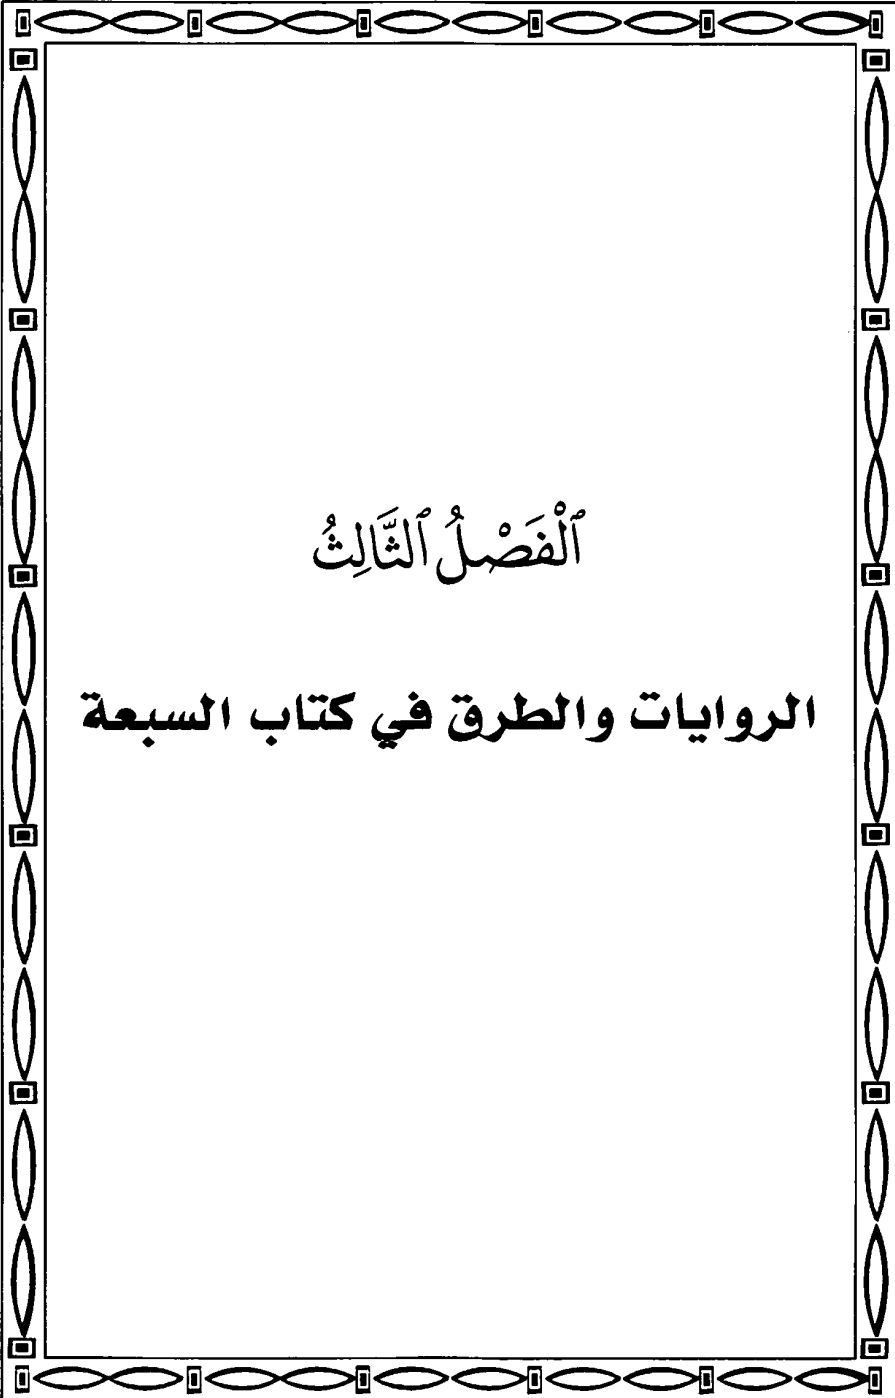 ٱلْفَصْلُ ٱلثَّالِثُ
الروايات والطرق في كتاب السبعة